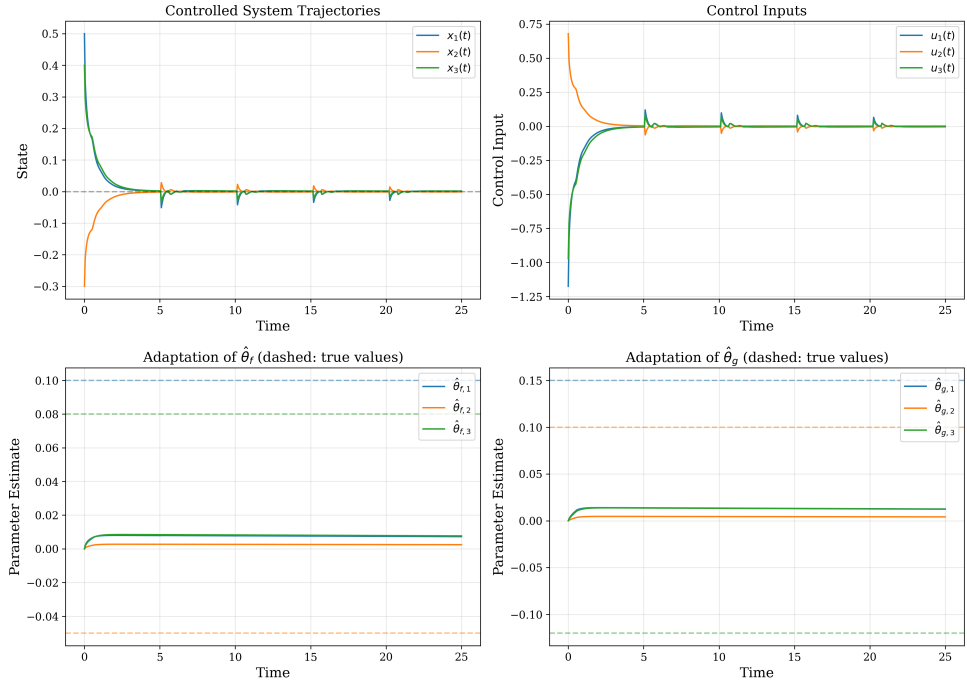 Controlled System Trajectories
0.5
0.4
0.3
0.2
0.1
0.0
−0.1
−0.2
−0.3
State
0
5
10
15
20
25
Time
x₁(t)
x₂(t)
x₃(t)
Control Inputs
0.75
0.50
0.25
0.00
−0.25
−0.50
−0.75
−1.00
−1.25
Control Input
0
5
10
15
20
25
Time
u₁(t)
u₂(t)
u₃(t)
Adaptation of θ̂_f (dashed: true values)
0.10
0.08
0.06
0.04
0.02
0.00
−0.02
−0.04
Parameter Estimate
0
5
10
15
20
25
Time
θ̂_{f,1}
θ̂_{f,2}
θ̂_{f,3}
Adaptation of θ̂_g (dashed: true values)
0.15
0.10
0.05
0.00
−0.05
−0.10
Parameter Estimate
0
5
10
15
20
25
Time
θ̂_{g,1}
θ̂_{g,2}
θ̂_{g,3}